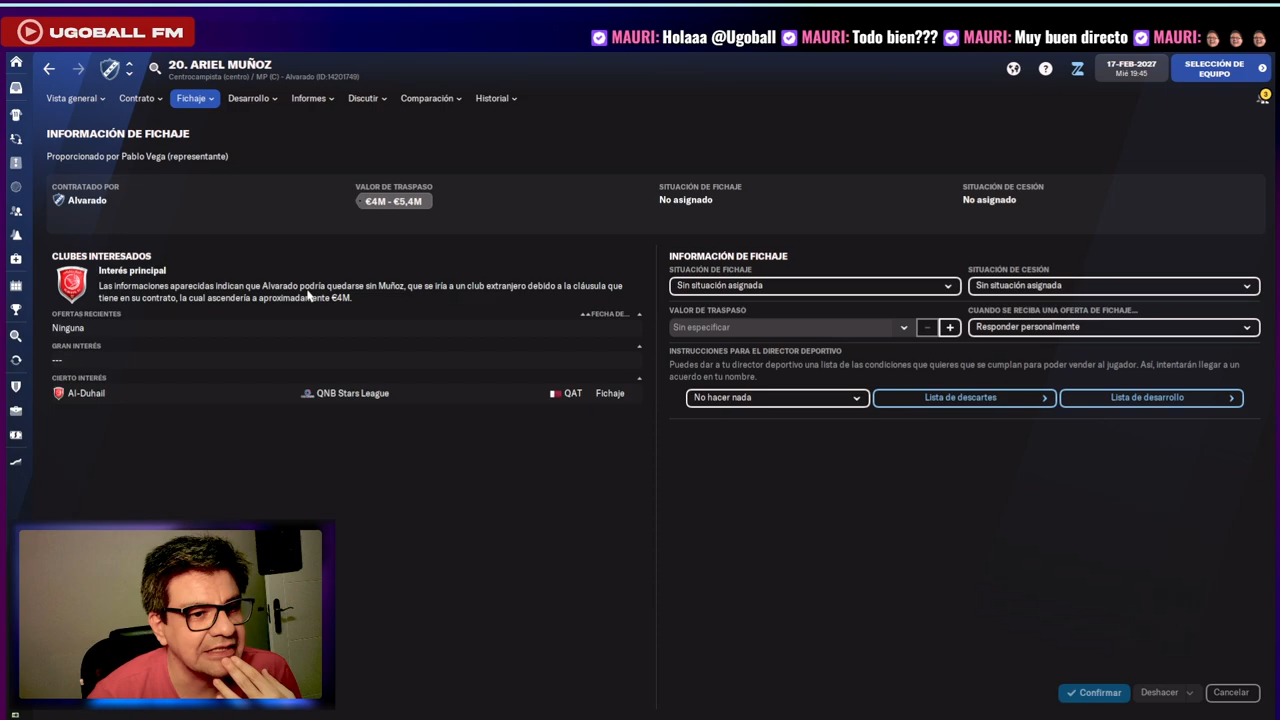 UGOBALL FM
MAURI: Holaaa @Ugoball MAURI: Todo bien??? MAURI: Muy buen directo MAURI:
20. ARIEL MUÑOZ
Centrocampista (centro) / MP (C) - Alvarado (ID:14201749)
17-FEB-2027
Mié 19:45
SELECCIÓN DE
EQUIPO
Vista general Contrato Fichaje Desarrollo Informes Discutir Comparación Historial
3
INFORMACIÓN DE FICHAJE
Proporcionado por Pablo Vega (representante)
CONTRATADO POR
Alvarado
VALOR DE TRASPASO
€4M - €5,4M
SITUACIÓN DE FICHAJE
No asignado
SITUACIÓN DE CESIÓN
No asignado
CLUBES INTERESADOS
Interés principal
Las informaciones aparecidas indican que Alvarado podría quedarse sin Muñoz, que se iría a un club extranjero debido a la cláusula que
tiene en su contrato, la cual ascendería a aproximadamente €4M.
OFERTAS RECIENTES FECHA DE...
Ninguna
GRAN INTERÉS
---
CIERTO INTERÉS
Al-Duhail QNB Stars League QAT Fichaje
INFORMACIÓN DE FICHAJE
SITUACIÓN DE FICHAJE
Sin situación asignada
SITUACIÓN DE CESIÓN
Sin situación asignada
VALOR DE TRASPASO
Sin especificar
CUANDO SE RECIBA UNA OFERTA DE FICHAJE...
Responder personalmente
INSTRUCCIONES PARA EL DIRECTOR DEPORTIVO
Puedes dar a tu director deportivo una lista de las condiciones que quieres que se cumplan para poder vender al jugador. Así, intentarán llegar a un
acuerdo en tu nombre.
No hacer nada
Lista de descartes
Lista de desarrollo
Confirmar
Deshacer
Cancelar